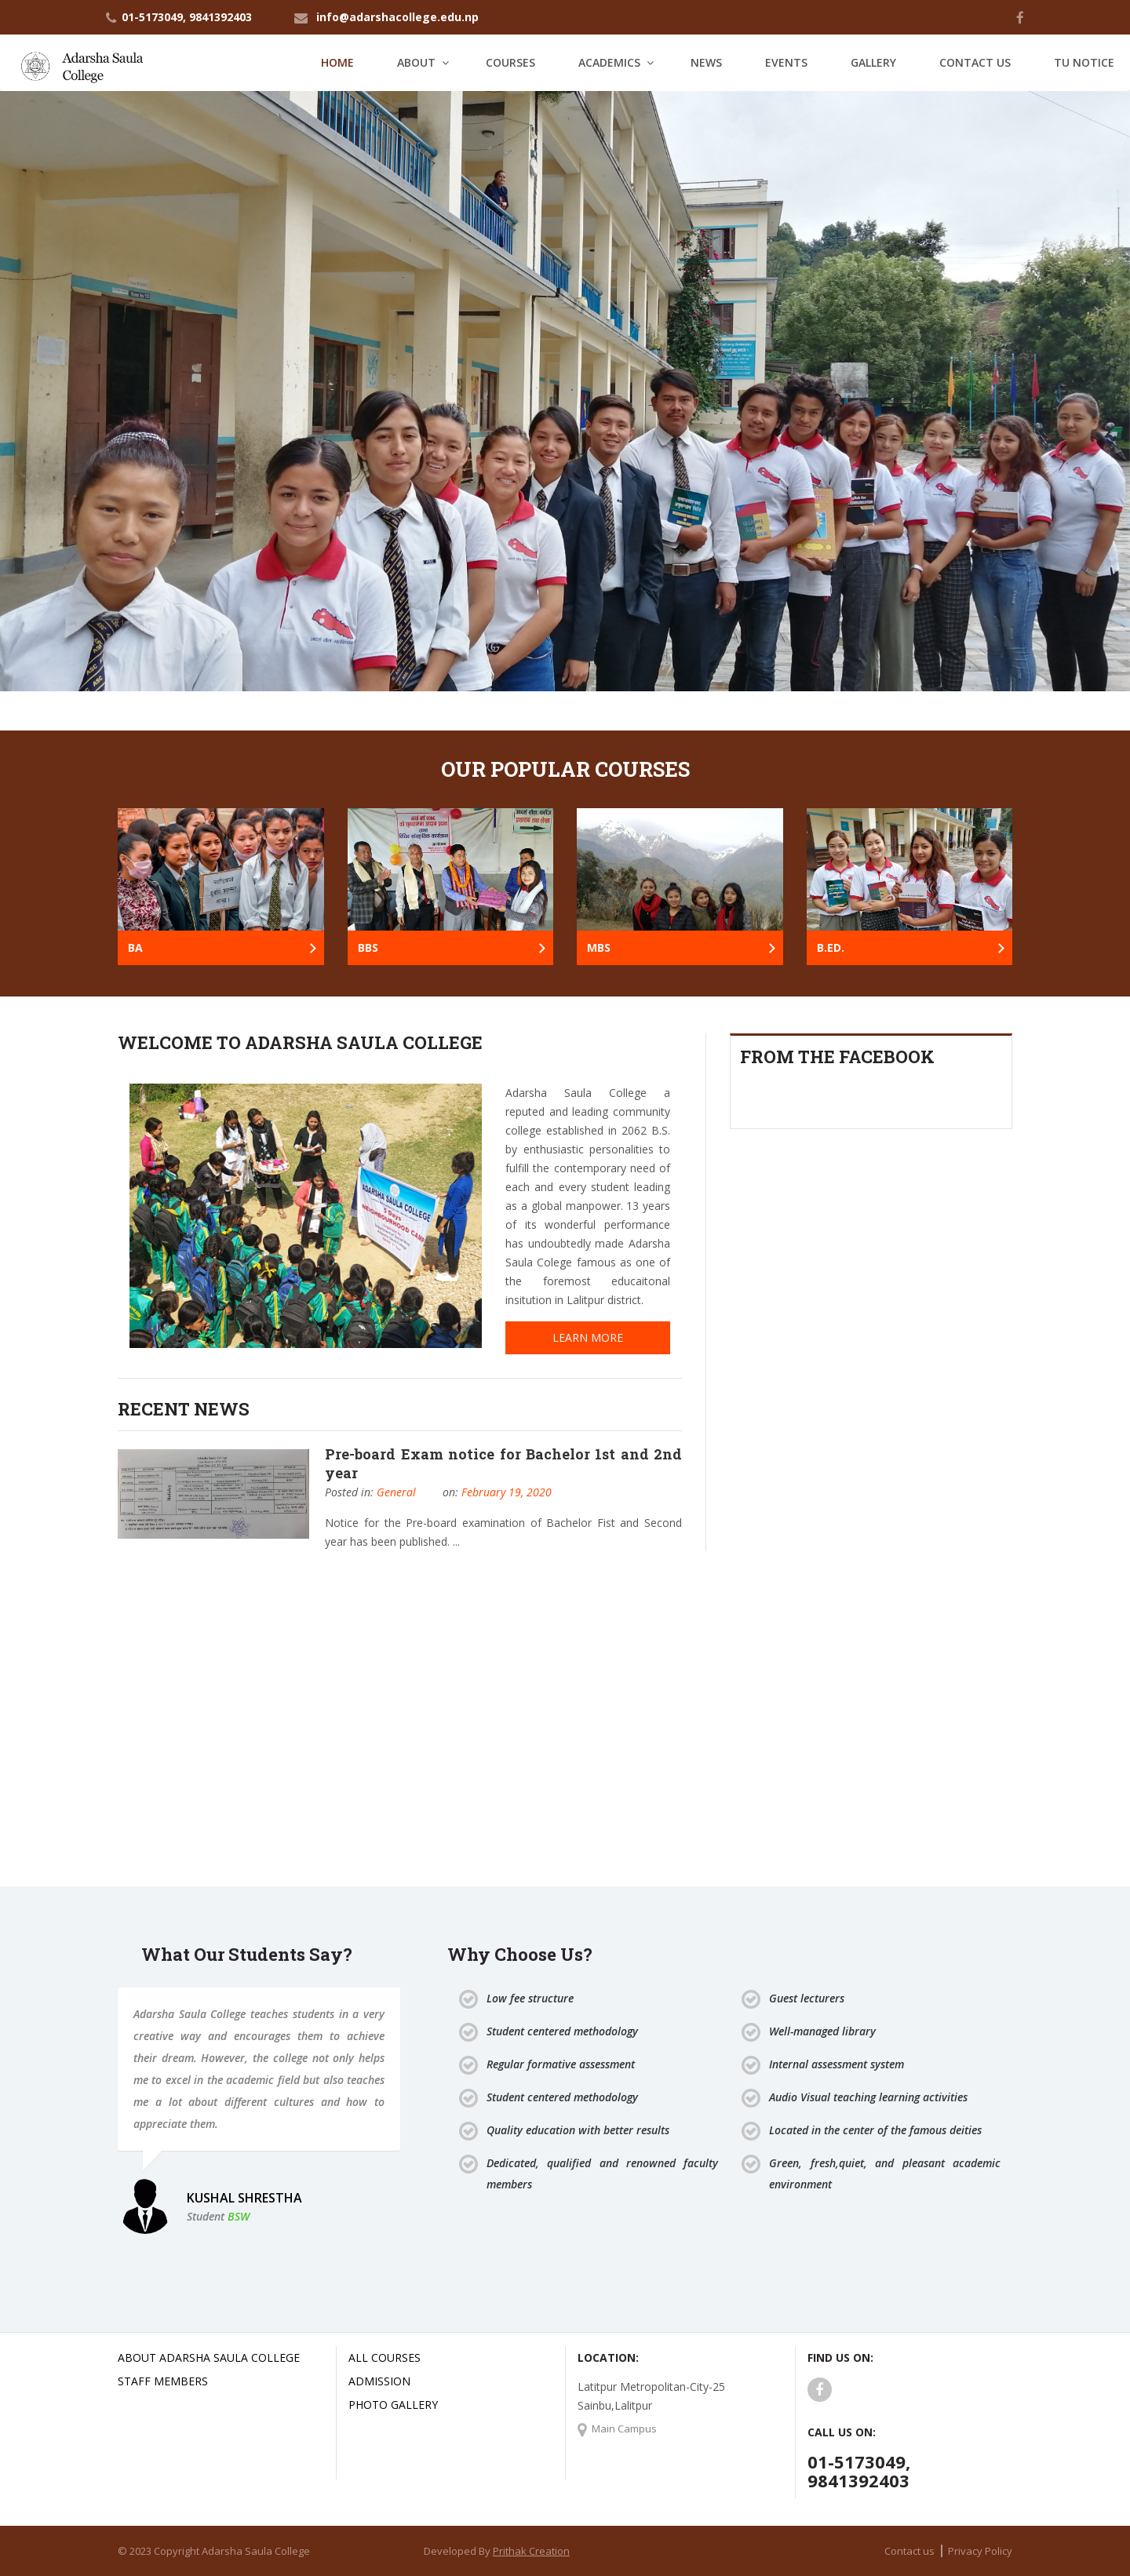 01-5173049, 9841392403 info@adarshacollege.edu.np
Adarsha Saula
College
HOME ABOUT COURSES ACADEMICS NEWS EVENTS GALLERY CONTACT US TU NOTICE
OUR POPULAR COURSES
BA
BBS
MBS
B.ED.
WELCOME TO ADARSHA SAULA COLLEGE
ADARSHA SAULA COLLEGE
NEIGHBOURHOOD CAMP
Adarsha Saula College a
reputed and leading community
college established in 2062 B.S.
by enthusiastic personalities to
fulfill the contemporary need of
each and every student leading
as a global manpower. 13 years
of its wonderful performance
has undoubtedly made Adarsha
Saula Colege famous as one of
the foremost educaitonal
insitution in Lalitpur district.
LEARN MORE
FROM THE FACEBOOK
RECENT NEWS
Pre-board Exam notice for Bachelor 1st and 2nd
year
Posted in: General on: February 19, 2020
Notice for the Pre-board examination of Bachelor Fist and Second
year has been published. ...
What Our Students Say?
Adarsha Saula College teaches students in a very
creative way and encourages them to achieve
their dream. However, the college not only helps
me to excel in the academic field but also teaches
me a lot about different cultures and how to
appreciate them.
KUSHAL SHRESTHA
Student BSW
Why Choose Us?
Low fee structure
Student centered methodology
Regular formative assessment
Student centered methodology
Quality education with better results
Dedicated, qualified and renowned faculty
members
Guest lecturers
Well-managed library
Internal assessment system
Audio Visual teaching learning activities
Located in the center of the famous deities
Green, fresh,quiet, and pleasant academic
environment
ABOUT ADARSHA SAULA COLLEGE
STAFF MEMBERS
ALL COURSES
ADMISSION
PHOTO GALLERY
LOCATION:
Latitpur Metropolitan-City-25
Sainbu,Lalitpur
Main Campus
FIND US ON:
CALL US ON:
01-5173049,
9841392403
© 2023 Copyright Adarsha Saula College
Developed By Prithak Creation
Contact us | Privacy Policy